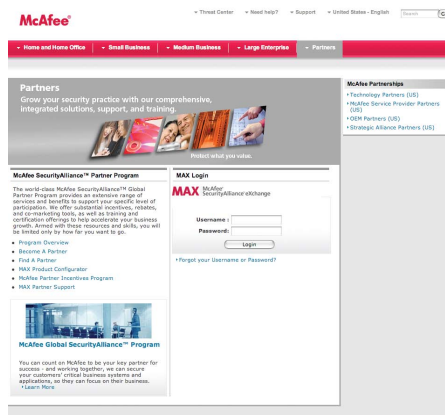 McAfee®
Threat Center Need help? Support United States - English Search
Home and Home Office Small Business Medium Business Large Enterprise Partners
Partners
Grow your security practice with our comprehensive,
integrated solutions, support, and training.
Protect what you value.
McAfee SecurityAlliance™ Partner Program
The world-class McAfee SecurityAlliance™ Global
Partner Program provides an extensive range of
services and benefits to support your specific level of
participation. We offer substantial incentives, rebates,
and co-marketing tools, as well as training and
certification offerings to help accelerate your business
growth. Armed with these resources and skills, you will
be limited only by how far you want to go.
Program Overview
Become A Partner
Find A Partner
MAX Product Configurator
McAfee Partner Incentives Program
MAX Partner Support
McAfee Global SecurityAlliance™ Program
You can count on McAfee to be your key partner for
success - and working together, we can secure
your customers' critical business systems and
applications, so they can focus on their business.
Learn More
MAX Login
MAX McAfee®
SecurityAlliance eXchange
Username :
Password:
Login
Forgot your Username or Password?
McAfee Partnerships
Technology Partners (US)
McAfee Service Provider Partners
(US)
OEM Partners (US)
Strategic Alliance Partners (US)